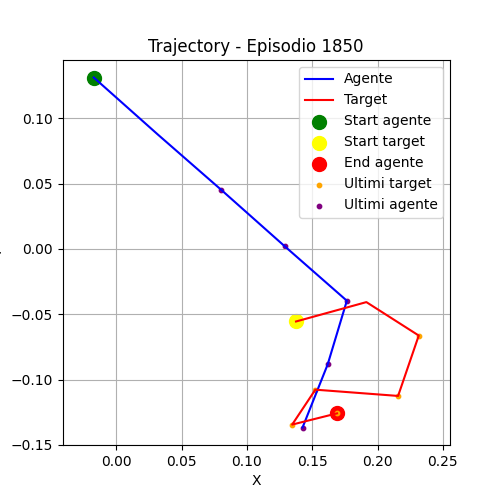 Trajectory - Episodio 1850
Agente
Target
Start agente
Start target
End agente
Ultimi target
Ultimi agente
0.10
0.05
0.00
−0.05
−0.10
−0.15
0.00
0.05
0.10
0.15
0.20
0.25
X